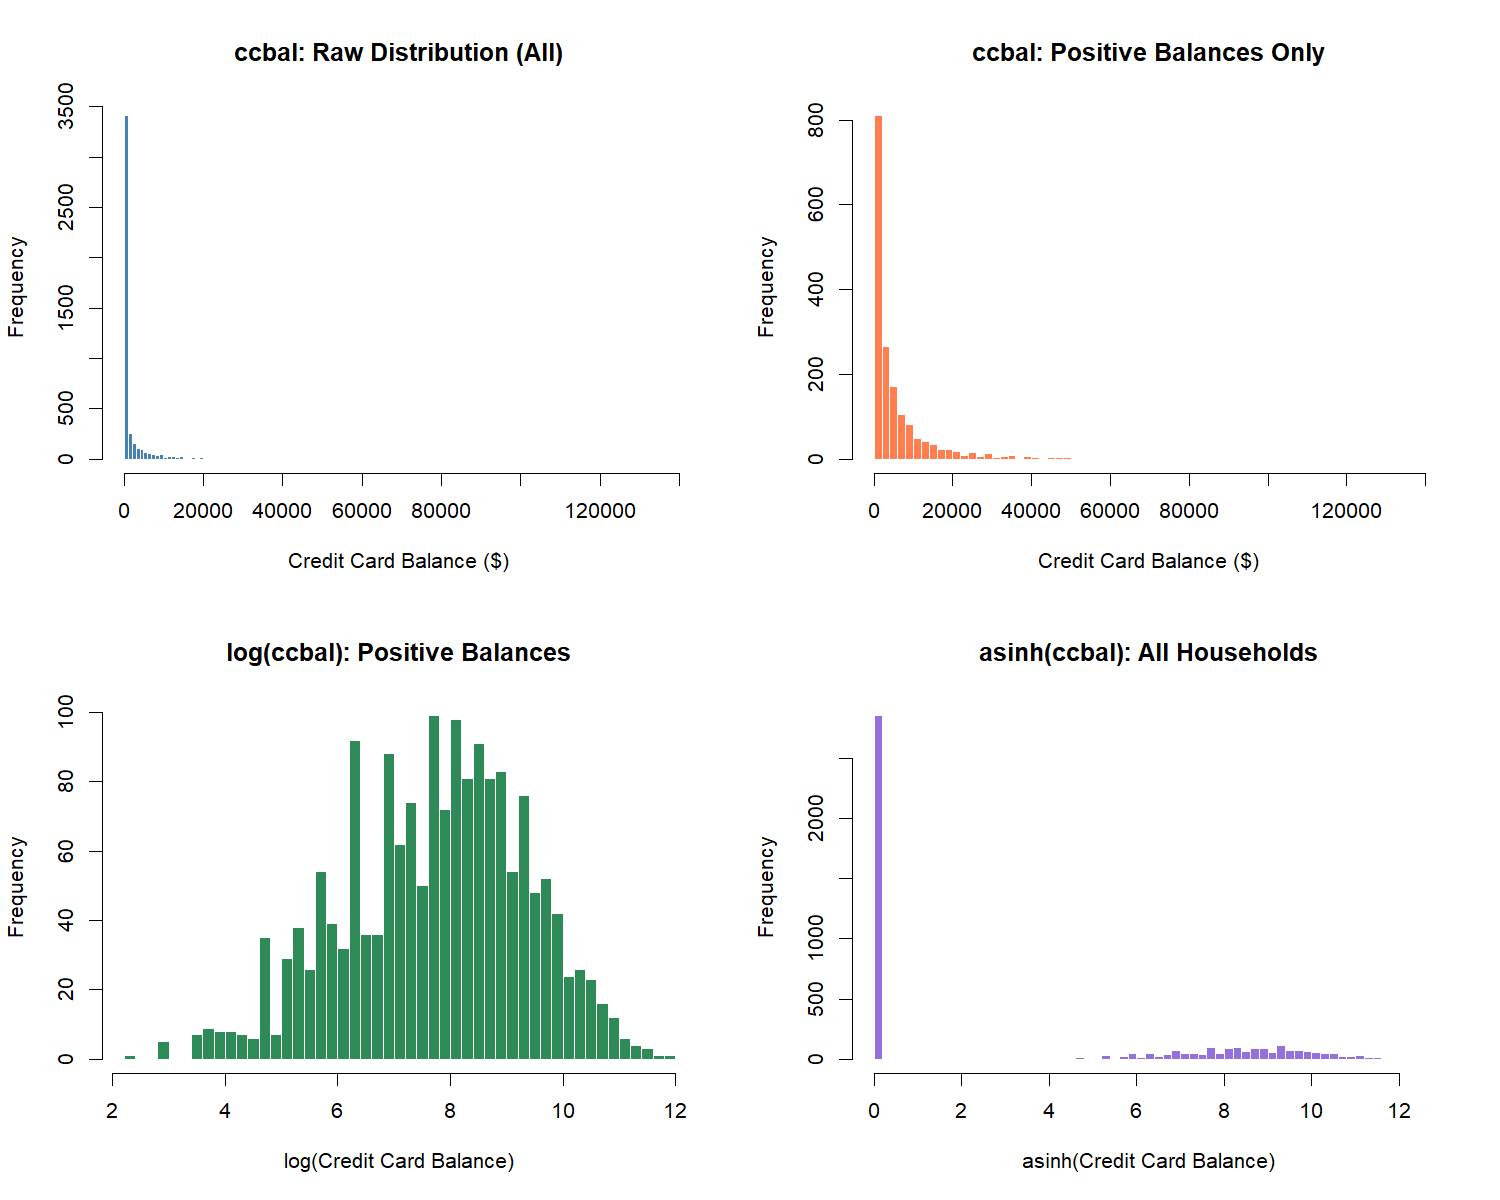 ccbal: Raw Distribution (All)
Frequency
3500
2500
1500
500
0
0 20000 40000 60000 80000 120000
Credit Card Balance ($)
ccbal: Positive Balances Only
Frequency
800
600
400
200
0
0 20000 40000 60000 80000 120000
Credit Card Balance ($)
log(ccbal): Positive Balances
Frequency
100
80
60
40
20
0
2 4 6 8 10 12
log(Credit Card Balance)
asinh(ccbal): All Households
Frequency
2000
1000
500
0
0 2 4 6 8 10 12
asinh(Credit Card Balance)